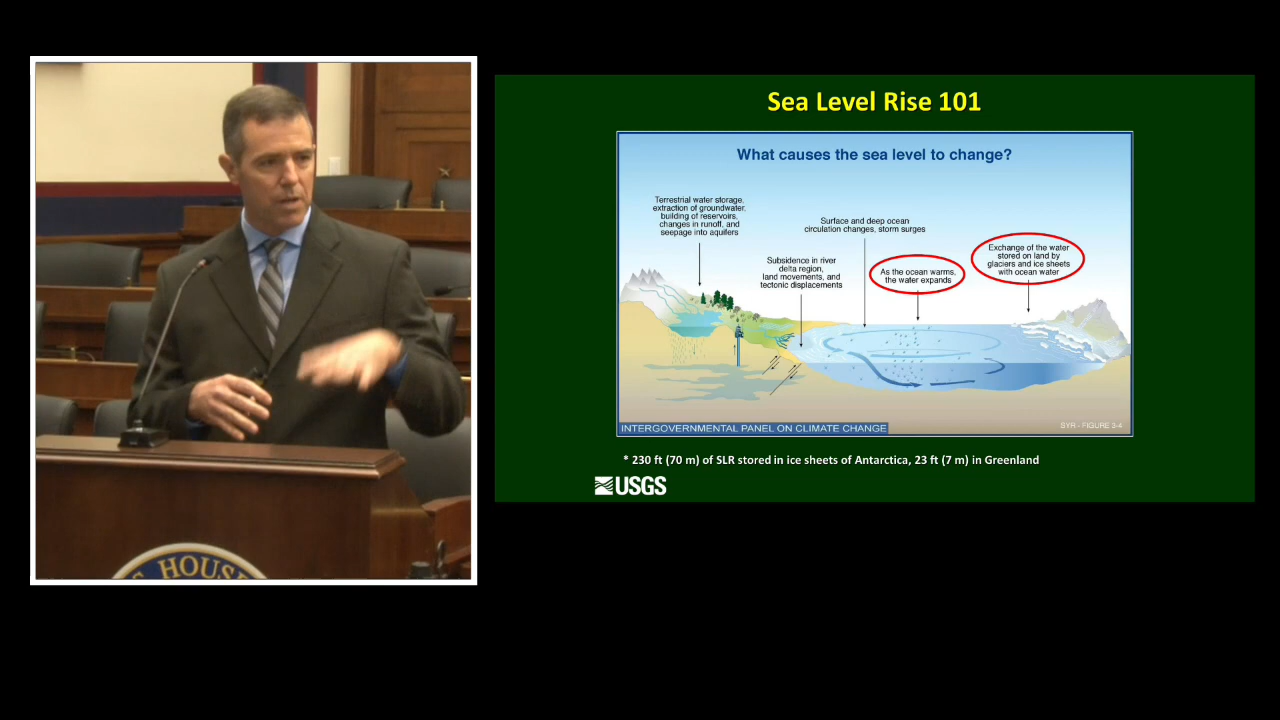 Sea Level Rise 101
What causes the sea level to change?
Terrestrial water storage,
extraction of groundwater,
building of reservoirs,
changes in runoff, and
seepage into aquifers
Surface and deep ocean
circulation changes, storm surges
Subsidence in river
delta region,
land movements, and
tectonic displacements
As the ocean warms,
the water expands
Exchange of the water
stored on land by
glaciers and ice sheets
with ocean water
INTERGOVERNMENTAL PANEL ON CLIMATE CHANGE
SYR - FIGURE 3-4
* 230 ft (70 m) of SLR stored in ice sheets of Antarctica, 23 ft (7 m) in Greenland
USGS
HOUS